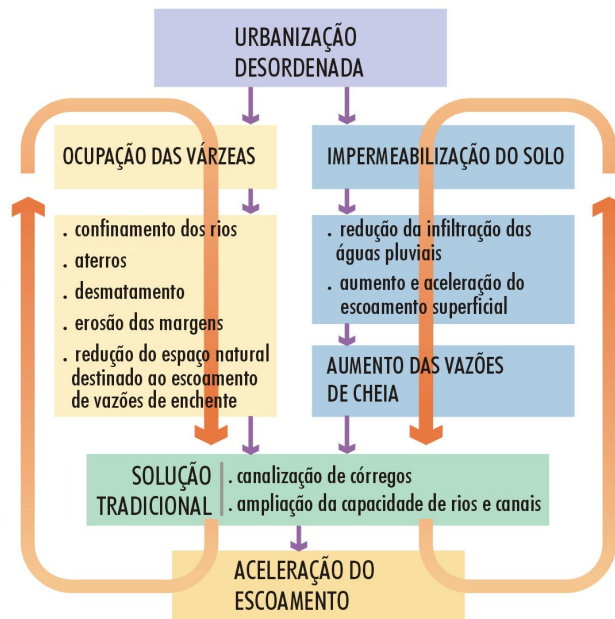 URBANIZAÇÃO
DESORDENADA
OCUPAÇÃO DAS VÁRZEAS
. confinamento dos rios
. aterros
. desmatamento
. erosão das margens
. redução do espaço natural
destinado ao escoamento
de vazões de enchente
IMPERMEABILIZAÇÃO DO SOLO
. redução da infiltração das
águas pluviais
. aumento e aceleração do
escoamento superficial
AUMENTO DAS VAZÕES
DE CHEIA
SOLUÇÃO
TRADICIONAL
. canalização de córregos
. ampliação da capacidade de rios e canais
ACELERAÇÃO DO
ESCOAMENTO